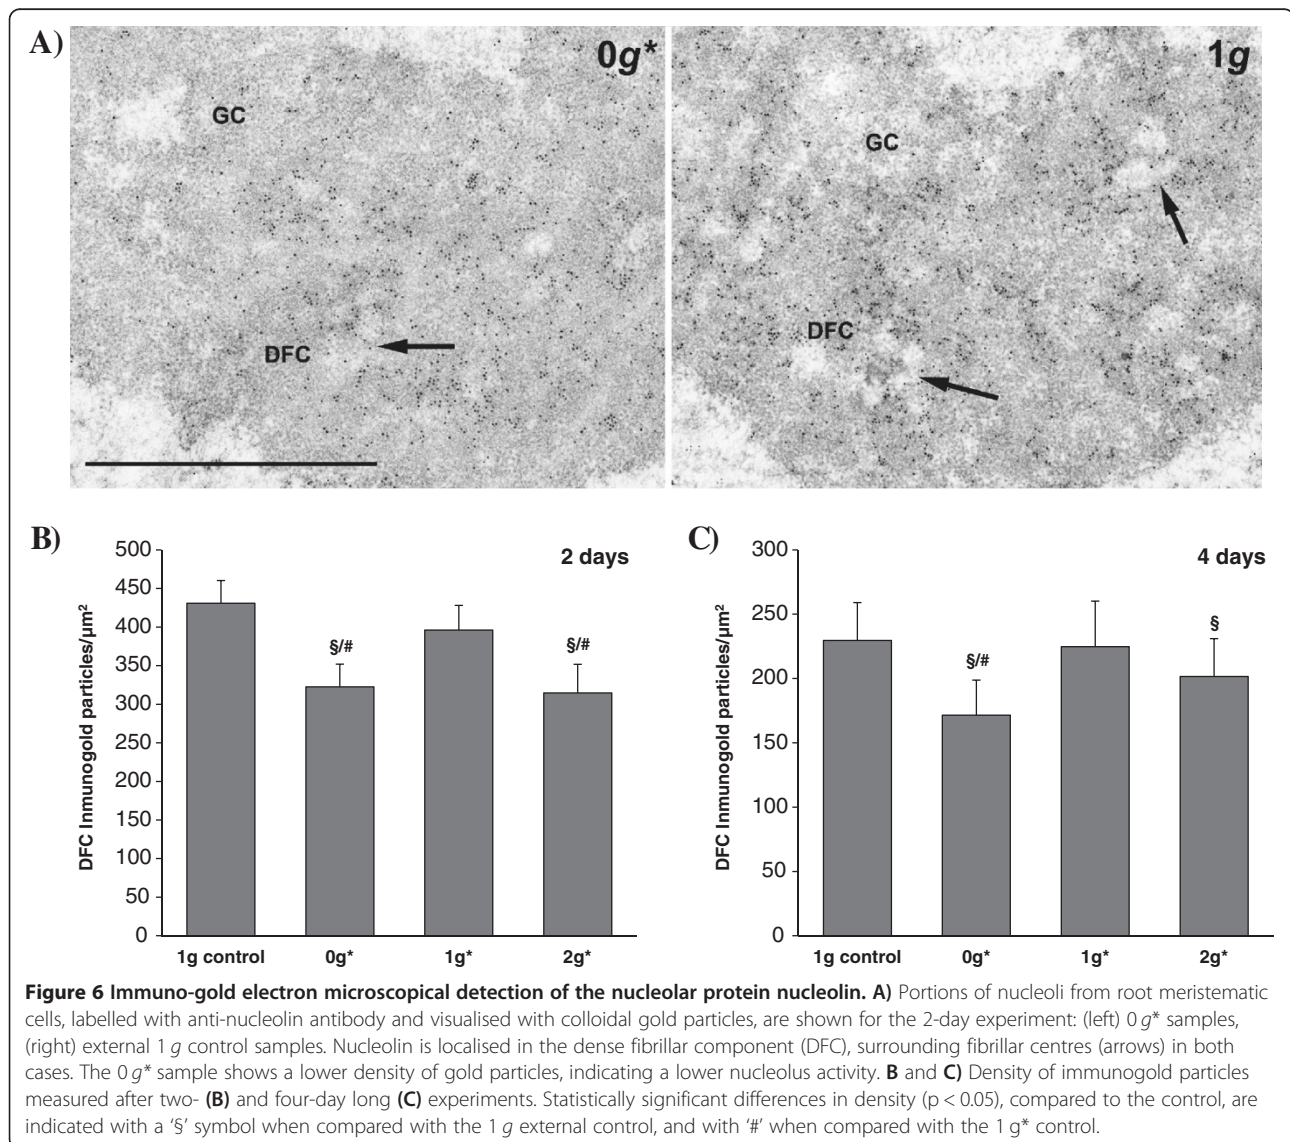 A)
0g*
1g
GC
GC
DFC
DFC
B)
2 days
DFC Inmunogold particles/µm²
500
450
400
350
300
250
200
150
100
50
0
§/#
§/#
1g control 0g* 1g* 2g*
C)
4 days
DFC Inmunogold particles/µm²
300
250
200
150
100
50
0
§/#
§
1g control 0g* 1g* 2g*
Figure 6 Immuno-gold electron microscopical detection of the nucleolar protein nucleolin. A) Portions of nucleoli from root meristematic
cells, labelled with anti-nucleolin antibody and visualised with colloidal gold particles, are shown for the 2-day experiment: (left) 0 g* samples,
(right) external 1 g control samples. Nucleolin is localised in the dense fibrillar component (DFC), surrounding fibrillar centres (arrows) in both
cases. The 0 g* sample shows a lower density of gold particles, indicating a lower nucleolus activity. B and C) Density of immunogold particles
measured after two- (B) and four-day long (C) experiments. Statistically significant differences in density (p < 0.05), compared to the control, are
indicated with a ‘§’ symbol when compared with the 1 g external control, and with ‘#’ when compared with the 1 g* control.